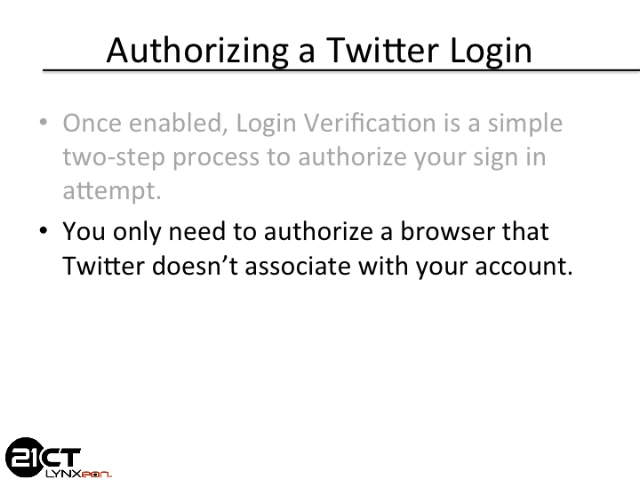 Authorizing a Twitter Login
• Once enabled, Login Verification is a simple
two-step process to authorize your sign in
attempt.
• You only need to authorize a browser that
Twitter doesn’t associate with your account.
21CT
LYNXeon.